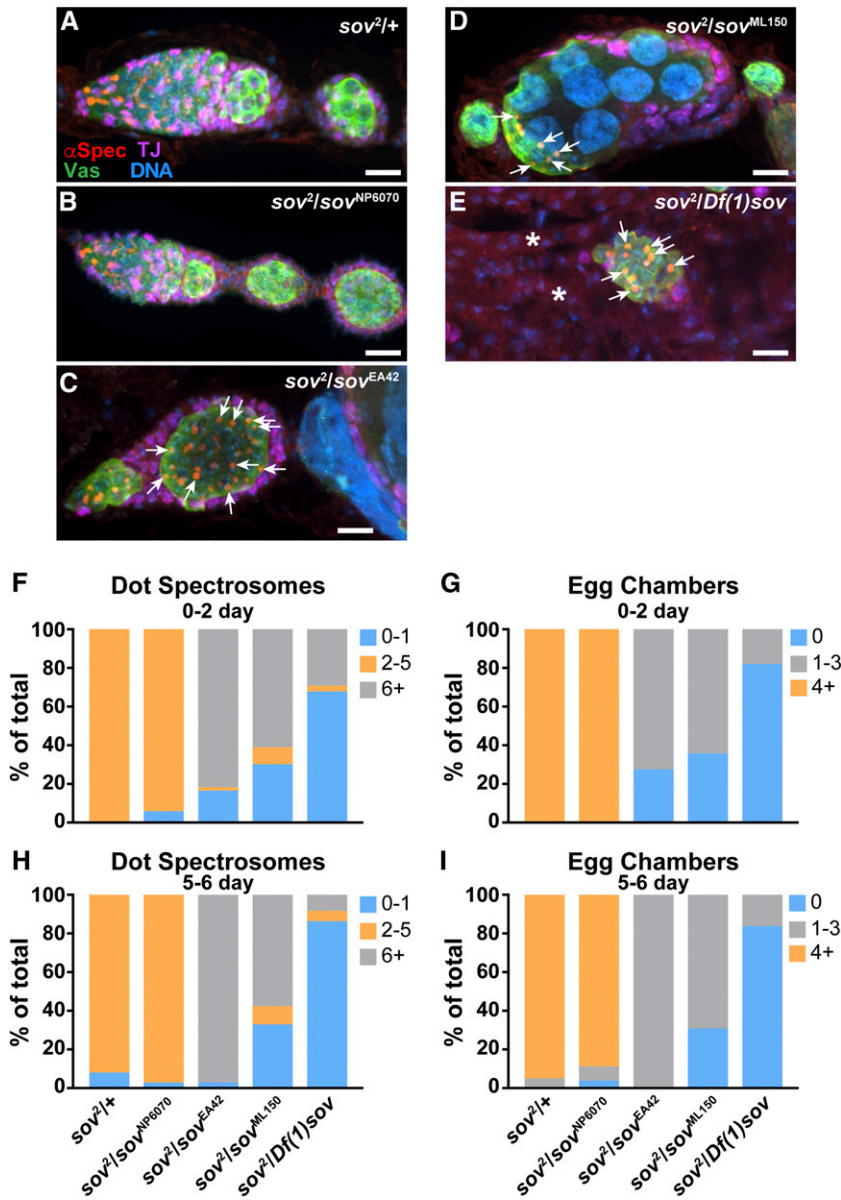 A
sov²/+
αSpec TJ
Vas DNA
B
sov²/sovᴺᴾ⁶⁰⁷⁰
C
sov²/sovᴱᴬ⁴²
D
sov²/sovᴹᴸ¹⁵⁰
E
sov²/Df(1)sov
*
*
F
Dot Spectrosomes
0-2 day
% of total
100
80
60
40
20
0
0-1
2-5
6+
G
Egg Chambers
0-2 day
% of total
100
80
60
40
20
0
0
1-3
4+
H
Dot Spectrosomes
5-6 day
% of total
100
80
60
40
20
0
0-1
2-5
6+
sov²/+
sov²/sovᴺᴾ⁶⁰⁷⁰
sov²/sovᴱᴬ⁴²
sov²/sovᴹᴸ¹⁵⁰
sov²/Df(1)sov
I
Egg Chambers
5-6 day
% of total
100
80
60
40
20
0
0
1-3
4+
sov²/+
sov²/sovᴺᴾ⁶⁰⁷⁰
sov²/sovᴱᴬ⁴²
sov²/sovᴹᴸ¹⁵⁰
sov²/Df(1)sov